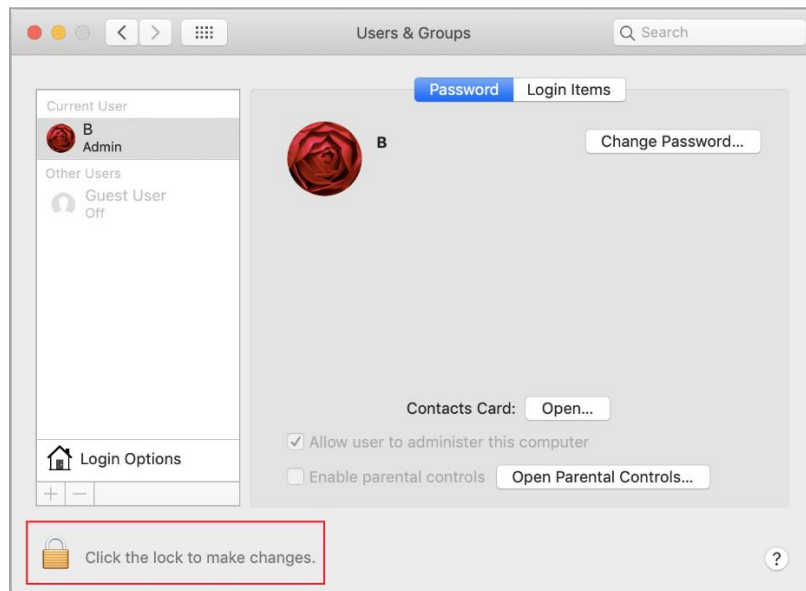 Users & Groups
Search
Password
Login Items
Current User
B
Admin
Other Users
Guest User
Off
B
Change Password...
Contacts Card:
Open...
Allow user to administer this computer
Enable parental controls
Open Parental Controls...
Login Options
+ −
Click the lock to make changes.
?